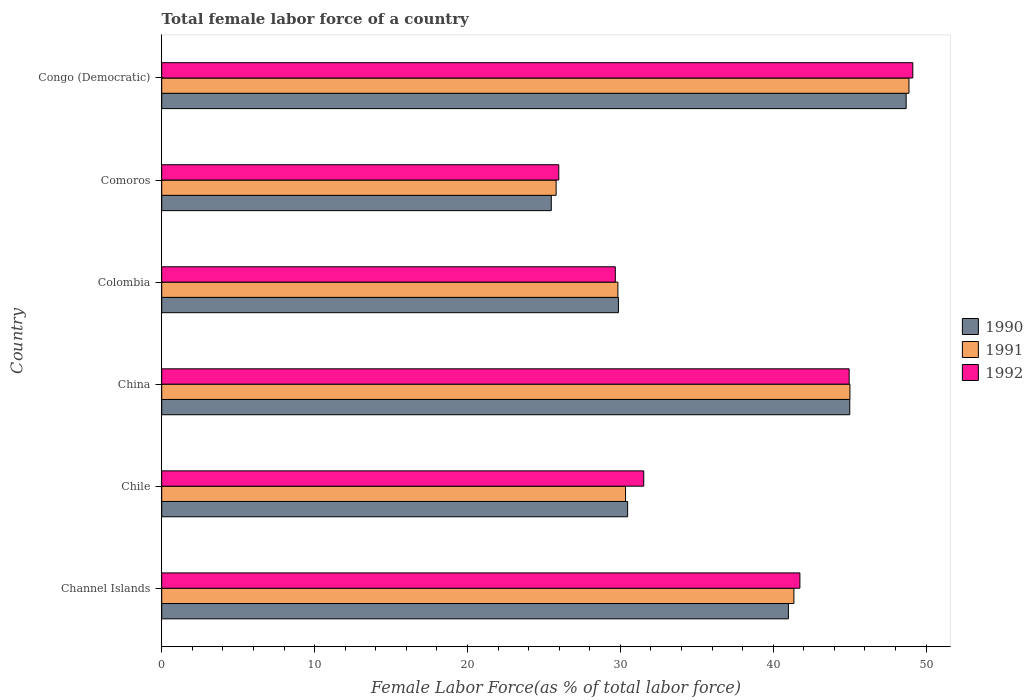 Total female labor force of a country
Congo (Democratic)
Comoros
Colombia
China
Chile
Channel Islands
Country
0
10
20
30
40
50
Female Labor Force(as % of total labor force)
1990
1991
1992